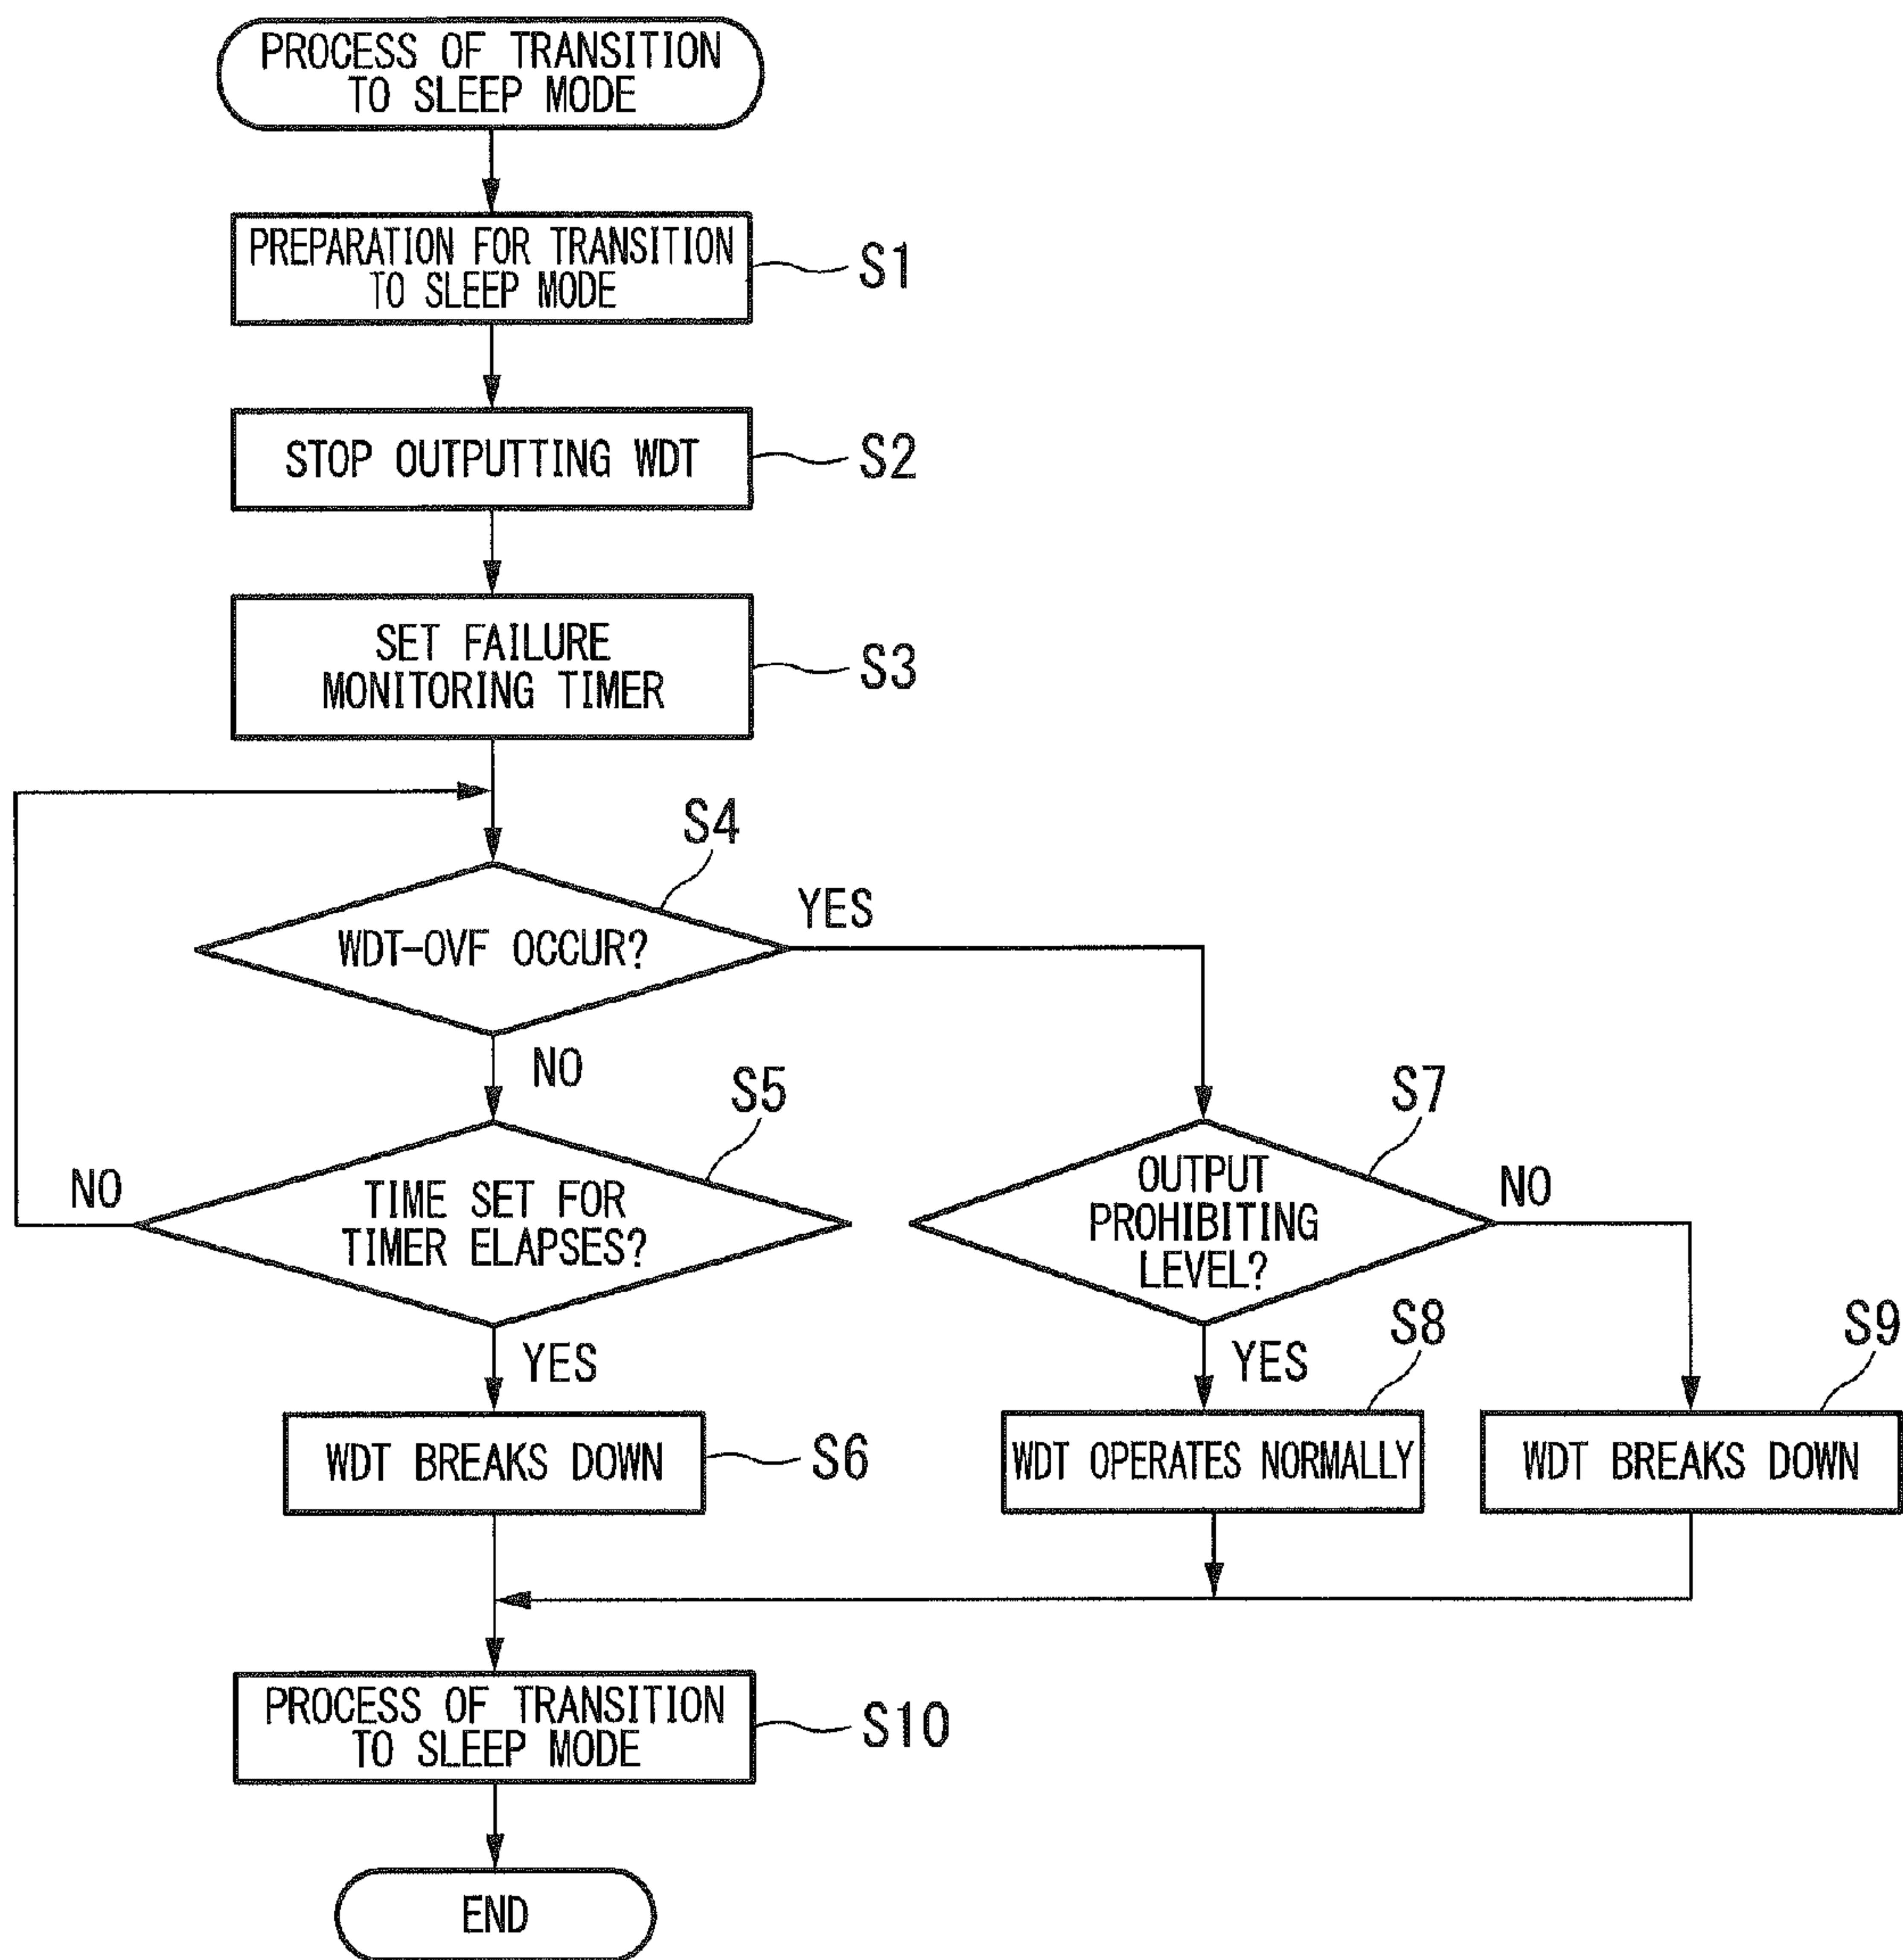 PROCESS OF TRANSITION
TO SLEEP MODE
PREPARATION FOR TRANSITION
TO SLEEP MODE
S1
STOP OUTPUTTING WDT
S2
SET FAILURE
MONITORING TIMER
S3
S4
WDT-OVF OCCUR?
YES
NO
S5
TIME SET FOR
TIMER ELAPSES?
NO
YES
S7
OUTPUT
PROHIBITING
LEVEL?
NO
YES
WDT BREAKS DOWN
S6
S8
WDT OPERATES NORMALLY
S9
WDT BREAKS DOWN
PROCESS OF TRANSITION
TO SLEEP MODE
S10
END